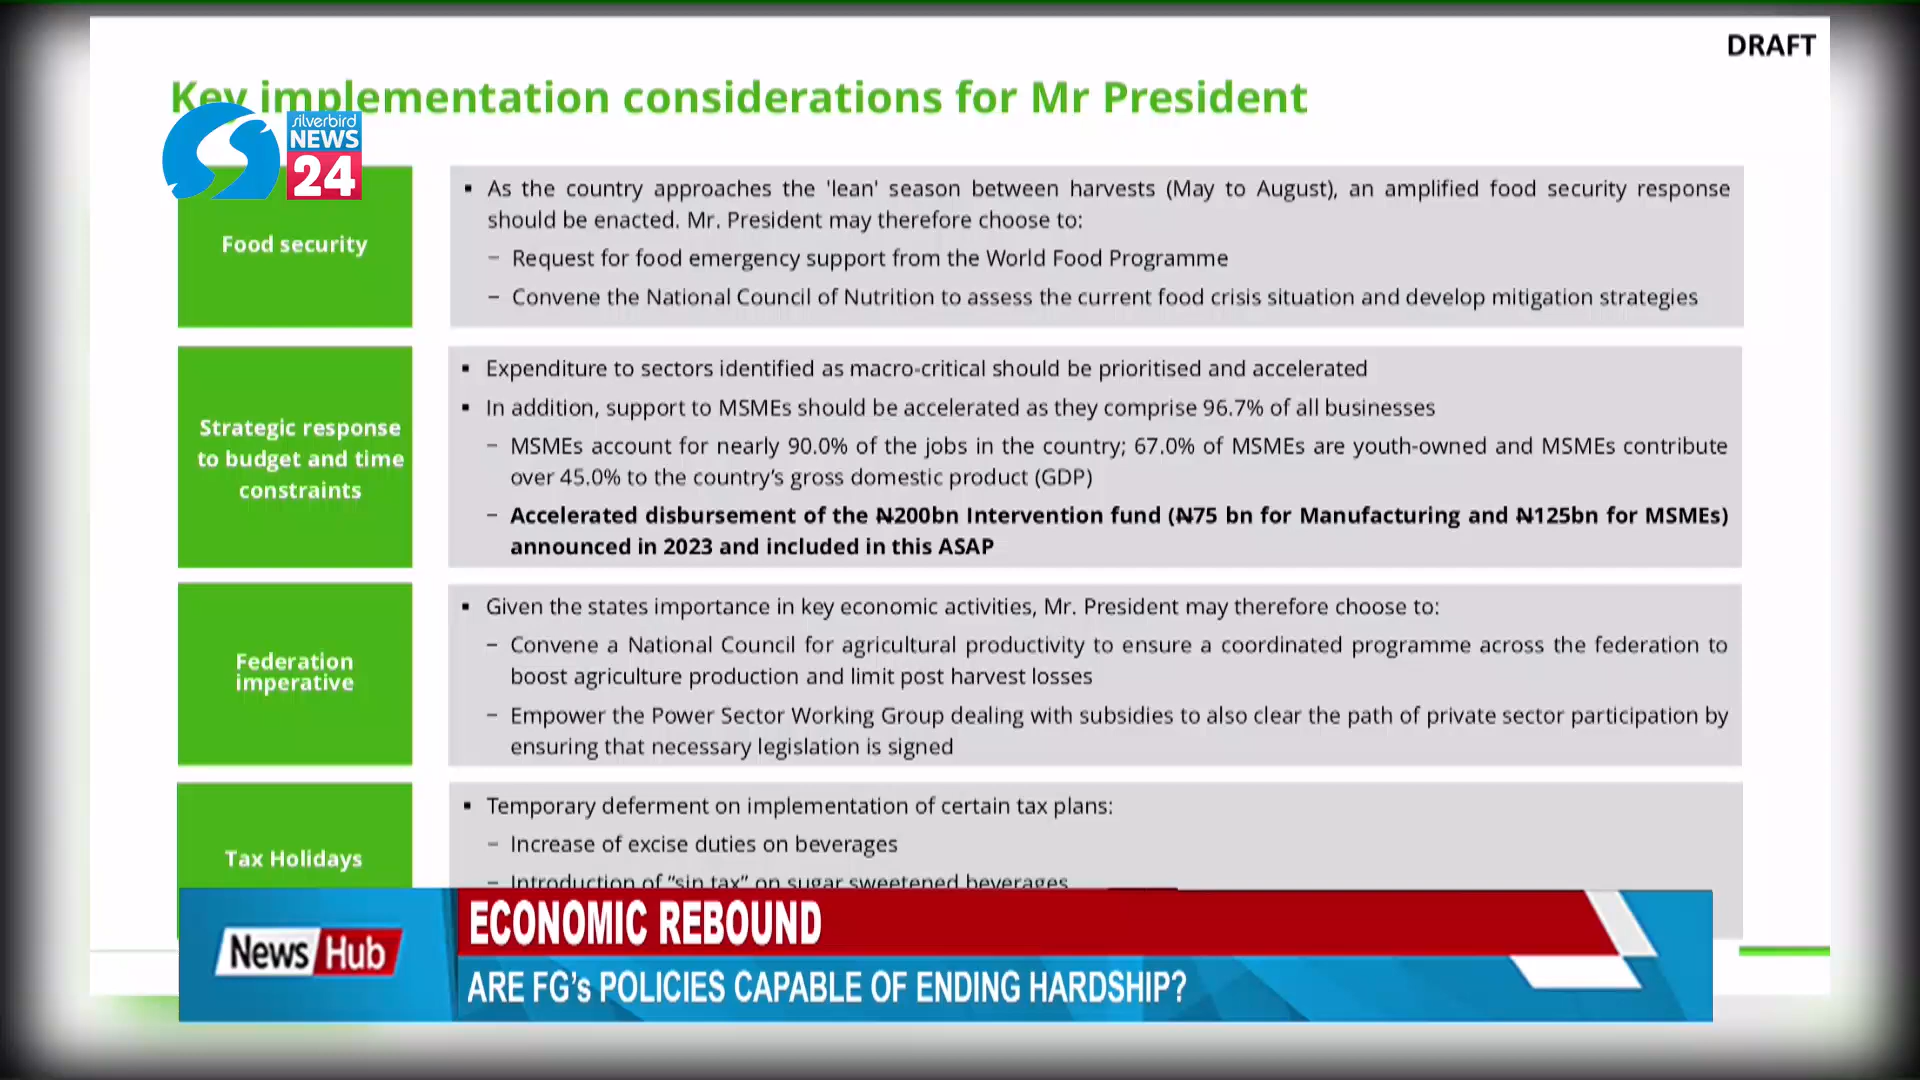 DRAFT
Key implementation considerations for Mr President
silverbird
NEWS
24
Food security
▪ As the country approaches the 'lean' season between harvests (May to August), an amplified food security response
should be enacted. Mr. President may therefore choose to:
– Request for food emergency support from the World Food Programme
– Convene the National Council of Nutrition to assess the current food crisis situation and develop mitigation strategies
Strategic response
to budget and time
constraints
▪ Expenditure to sectors identified as macro-critical should be prioritised and accelerated
▪ In addition, support to MSMEs should be accelerated as they comprise 96.7% of all businesses
– MSMEs account for nearly 90.0% of the jobs in the country; 67.0% of MSMEs are youth-owned and MSMEs contribute
over 45.0% to the country’s gross domestic product (GDP)
– Accelerated disbursement of the ₦200bn Intervention fund (₦75 bn for Manufacturing and ₦125bn for MSMEs)
announced in 2023 and included in this ASAP
Federation
imperative
▪ Given the states importance in key economic activities, Mr. President may therefore choose to:
– Convene a National Council for agricultural productivity to ensure a coordinated programme across the federation to
boost agriculture production and limit post harvest losses
– Empower the Power Sector Working Group dealing with subsidies to also clear the path of private sector participation by
ensuring that necessary legislation is signed
Tax Holidays
▪ Temporary deferment on implementation of certain tax plans:
– Increase of excise duties on beverages
– Introduction of “sin tax” on sugar sweetened beverages
News Hub
ECONOMIC REBOUND
ARE FG's POLICIES CAPABLE OF ENDING HARDSHIP?